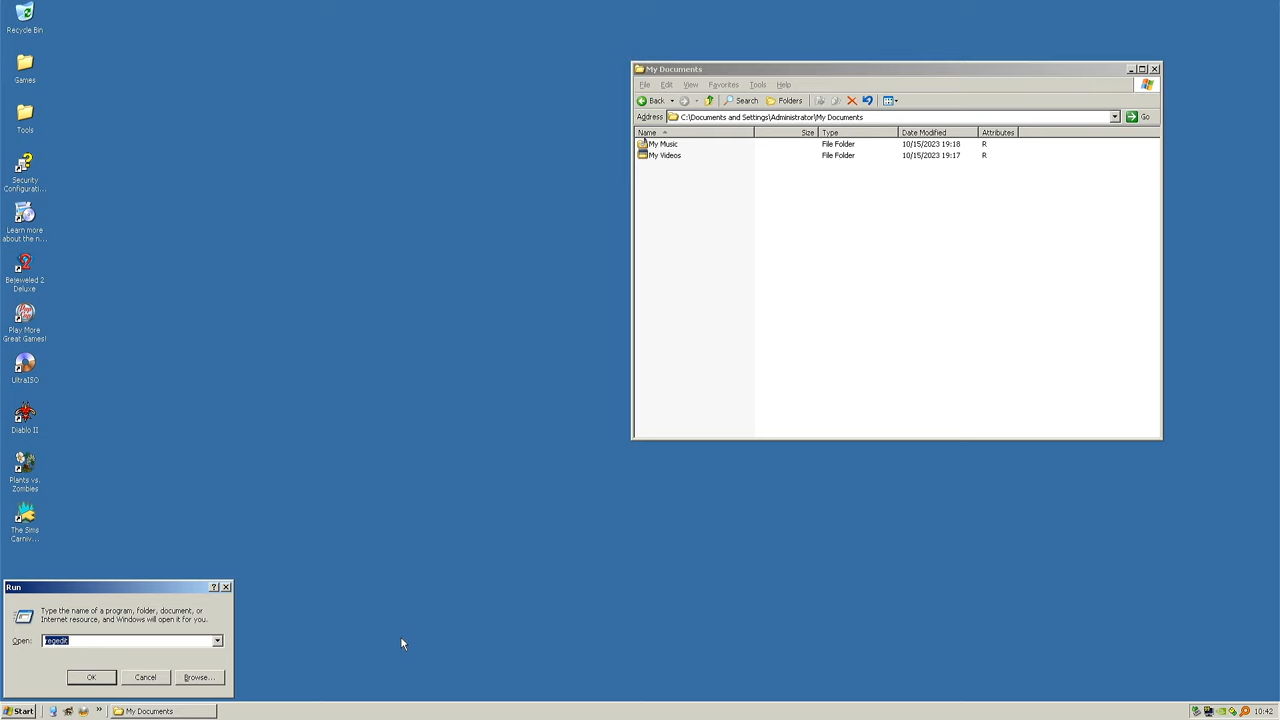 Recycle Bin
Games
Tools
Security
Configurati...
Learn more
about the n...
Bejeweled 2
Deluxe
Play More
Great Games!
UltraISO
Diablo II
Plants vs.
Zombies
The Sims
Carniv...
My Documents
File Edit View Favorites Tools Help
Back Search Folders
Address C:\Documents and Settings\Administrator\My Documents Go
Name Size Type Date Modified Attributes
My Music File Folder 10/15/2023 19:18 R
My Videos File Folder 10/15/2023 19:17 R
Run
Type the name of a program, folder, document, or
Internet resource, and Windows will open it for you.
Open: regedit
OK Cancel Browse...
Start My Documents 10:42